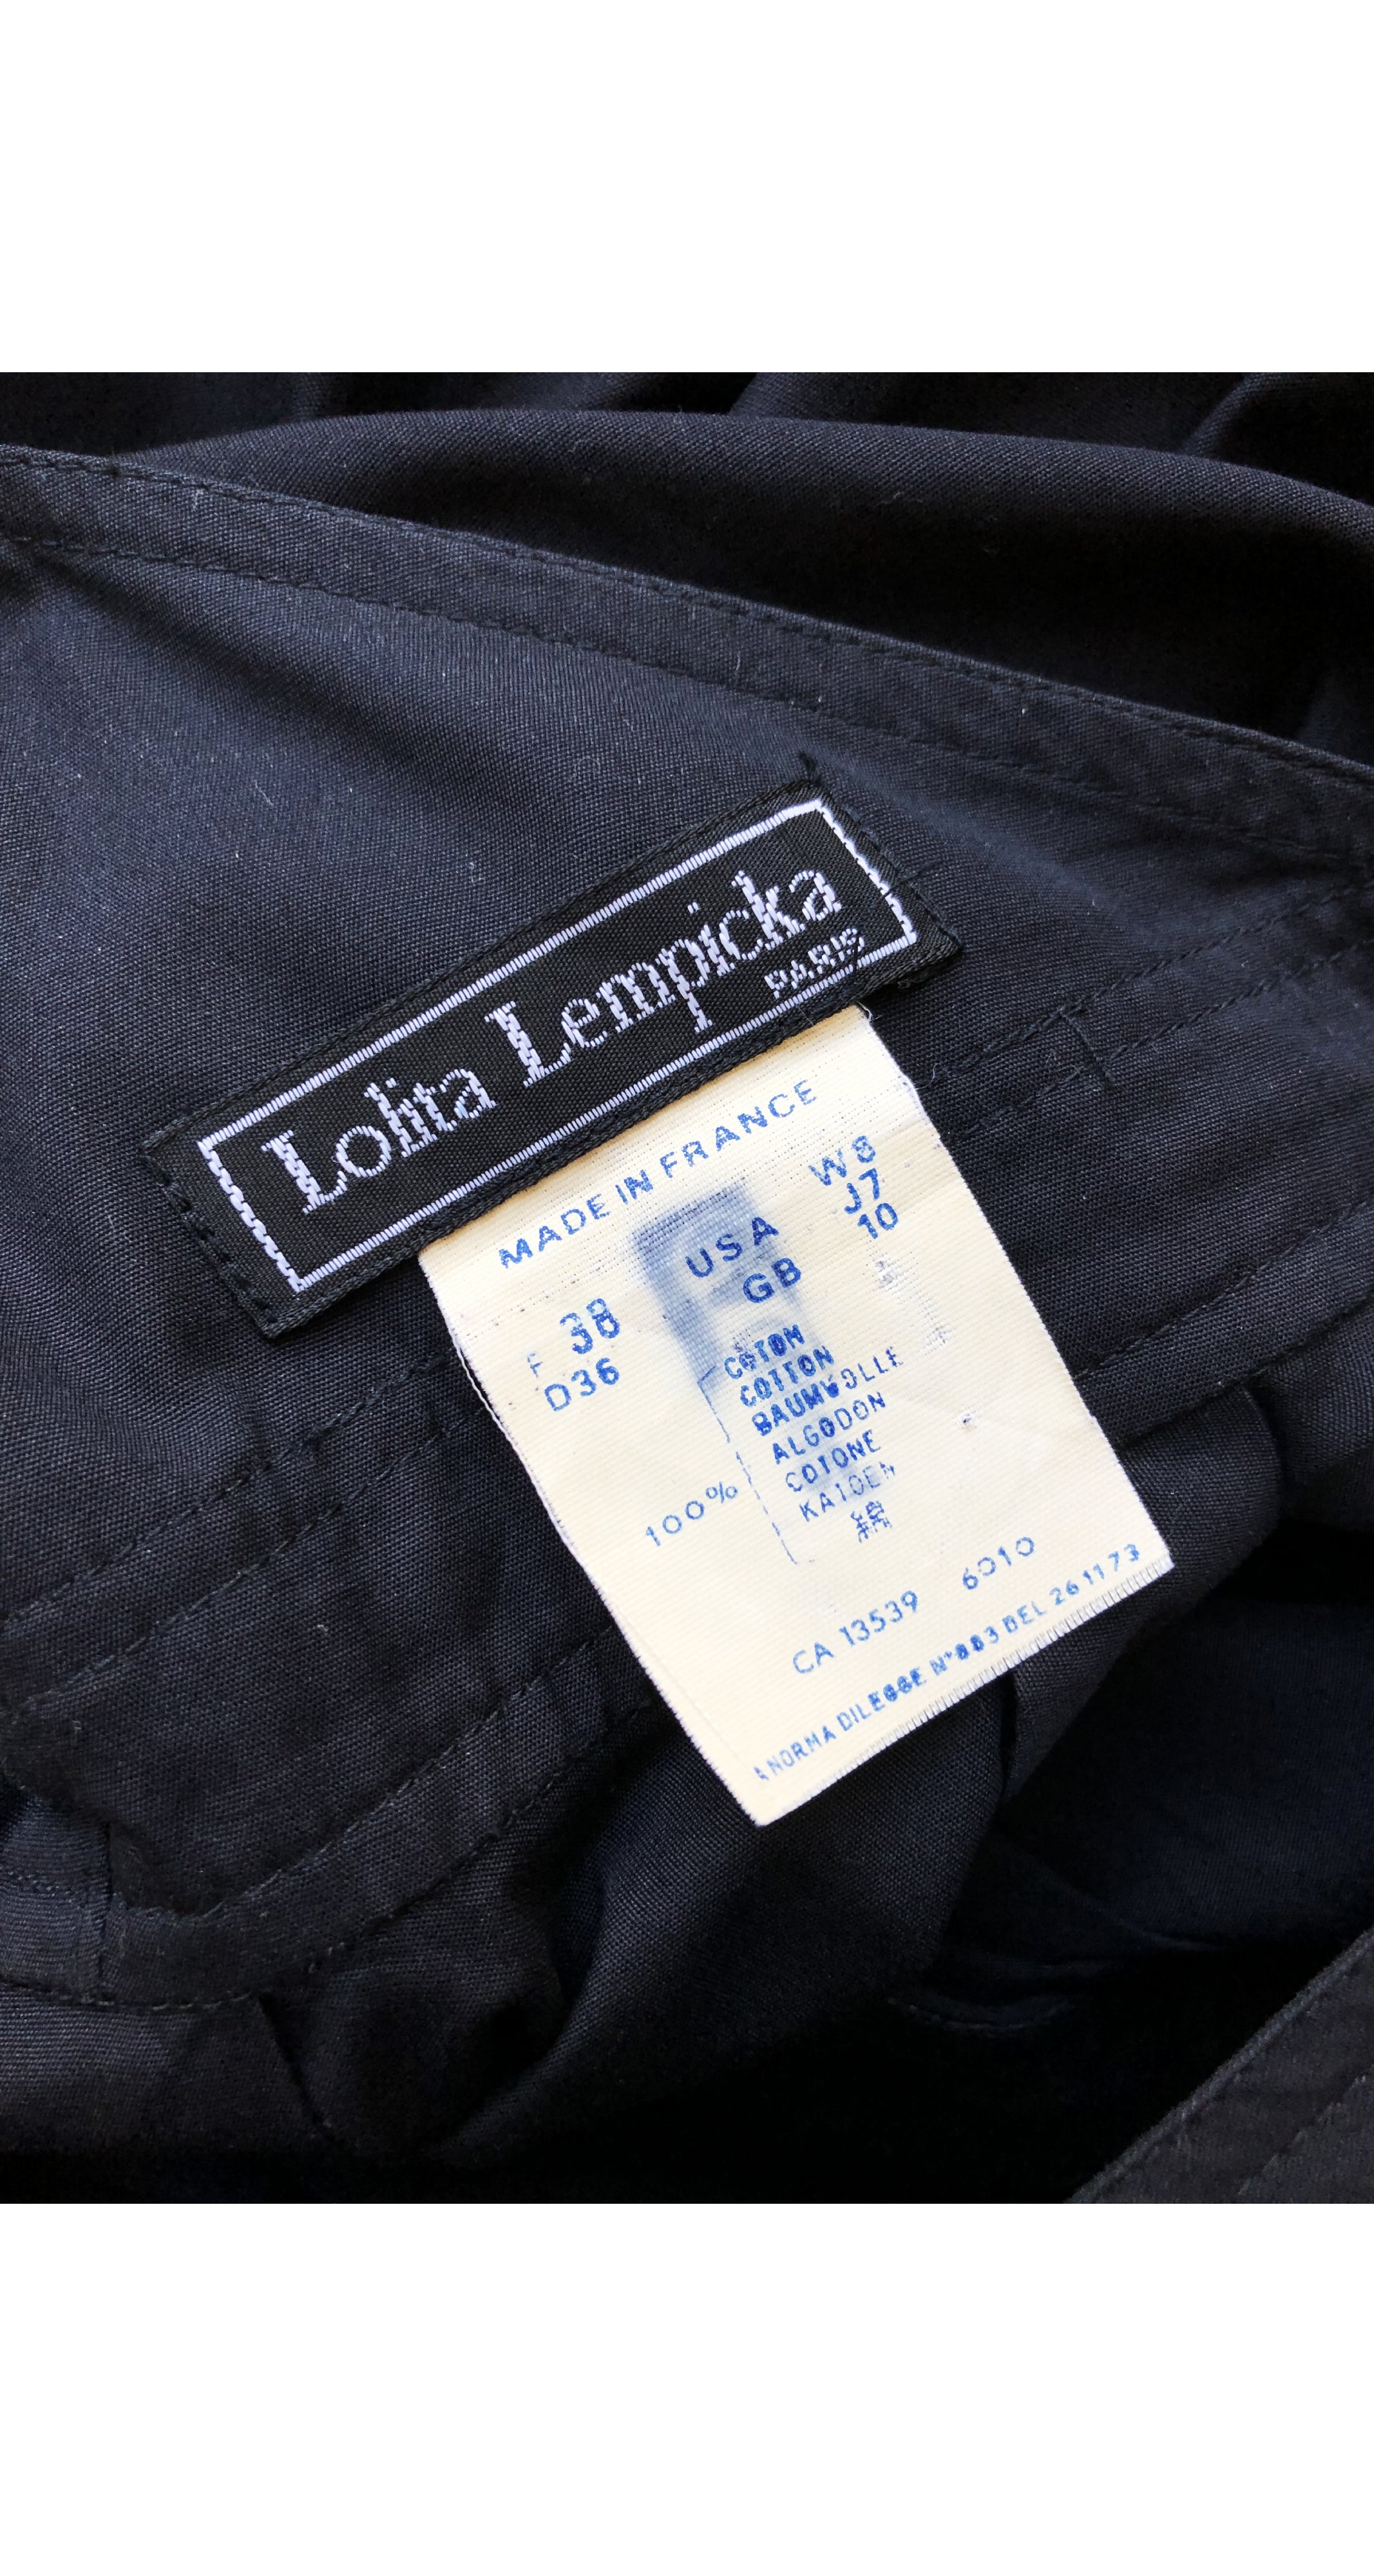 Lolita Lempicka
PARIS
MADE IN FRANCE
W8
USA J7
F 38 GB 10
D36
COTON
COTTON
BAUMWOLLE
ALGODON
COTONE
100% KATOEN
綿
CA 13539 6010
A NORMA DILEGGE N°883 DEL 261173